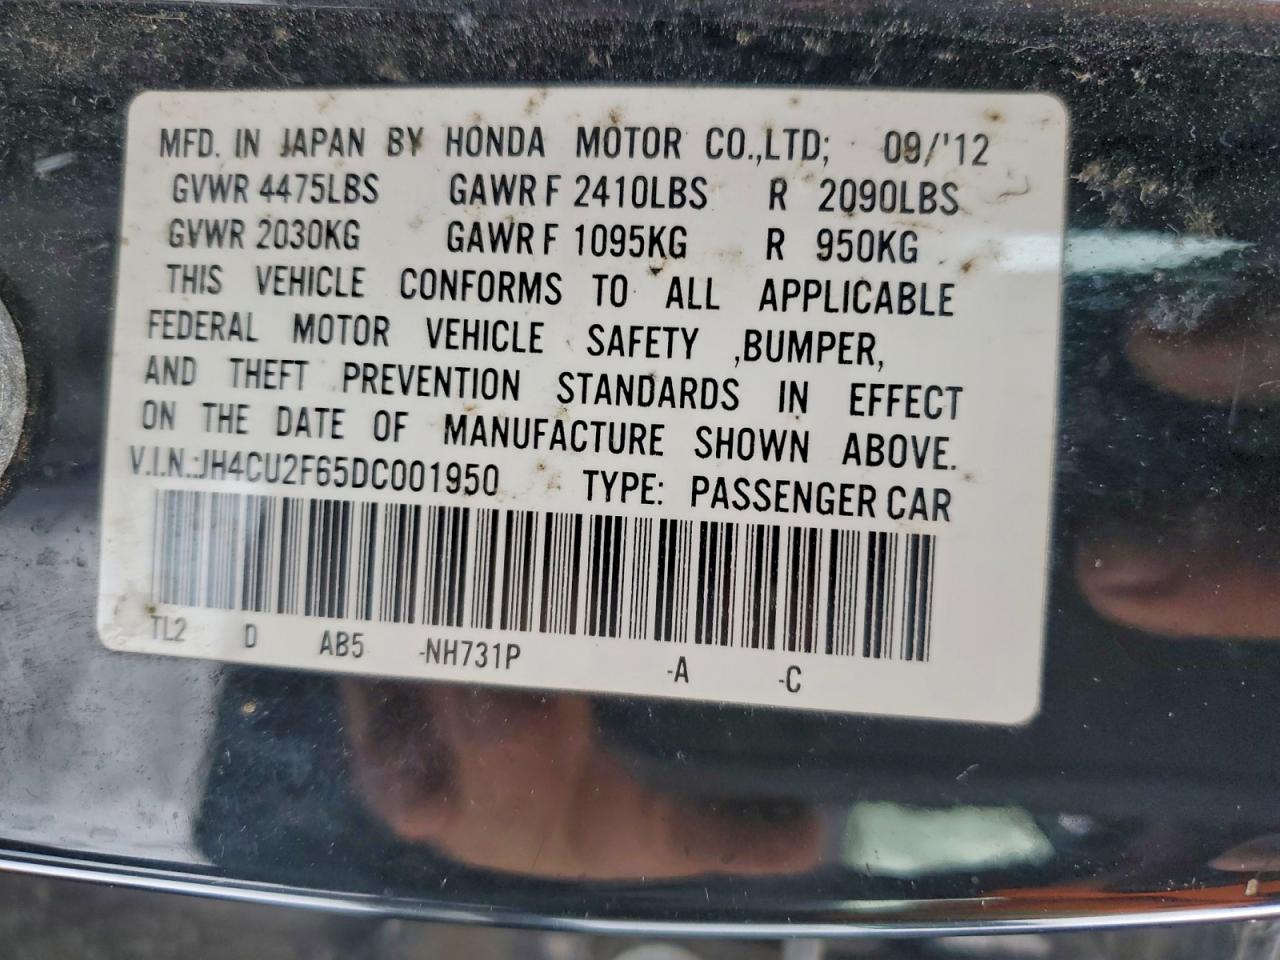 MFD. IN JAPAN BY HONDA MOTOR CO.,LTD; 09/'12
GVWR 4475LBS GAWR F 2410LBS R 2090LBS
GVWR 2030KG GAWR F 1095KG R 950KG
THIS VEHICLE CONFORMS TO ALL APPLICABLE
FEDERAL MOTOR VEHICLE SAFETY ,BUMPER,
AND THEFT PREVENTION STANDARDS IN EFFECT
ON THE DATE OF MANUFACTURE SHOWN ABOVE.
V.I.N.:JH4CU2F65DC001950 TYPE: PASSENGER CAR
TL2 D AB5 -NH731P -A -C